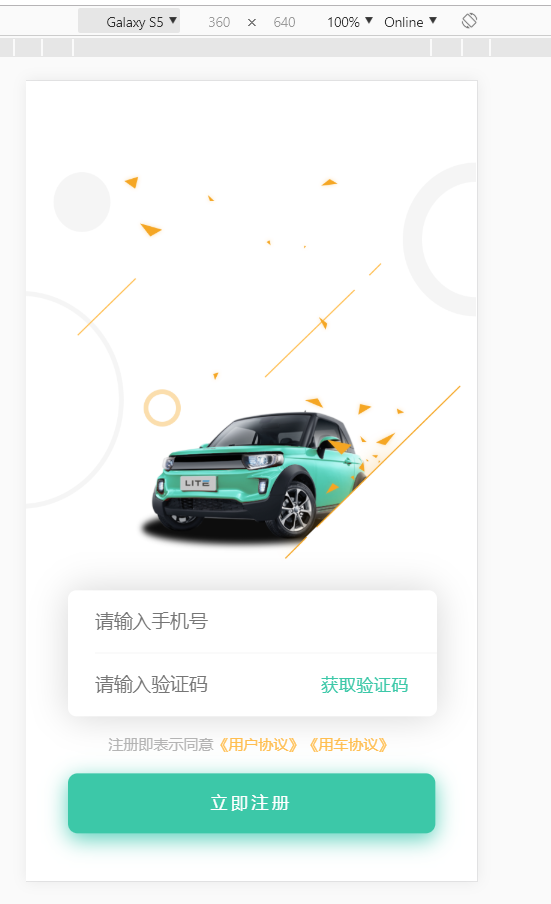 Galaxy S5 ▼ 360 × 640 100% ▼ Online ▼
LITE
请输入手机号
请输入验证码 获取验证码
注册即表示同意《用户协议》《用车协议》
立即注册